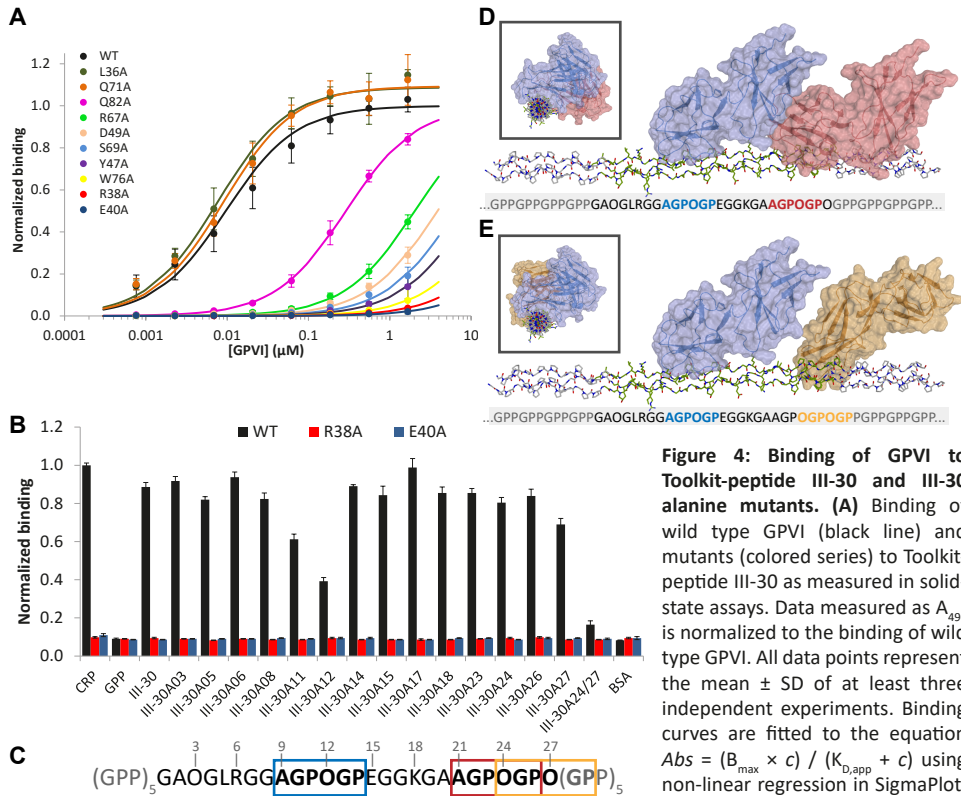 A
WT
L36A
Q71A
Q82A
R67A
D49A
S69A
Y47A
W76A
R38A
E40A
Normalized binding
1.2
1.0
0.8
0.6
0.4
0.2
0.0
0.0001
0.001
0.01
0.1
1
10
[GPVI] (μM)
B
WT
R38A
E40A
Normalized binding
1.2
1.0
0.8
0.6
0.4
0.2
0.0
CRP
GPP
III-30
III-30A03
III-30A05
III-30A06
III-30A08
III-30A11
III-30A12
III-30A14
III-30A15
III-30A17
III-30A18
III-30A23
III-30A24
III-30A26
III-30A27
III-30A24/27
BSA
C
3 6 9 12 15 18 21 24 27
(GPP)5GAOGLRGGAGPOGPEGGKGAAGPOGPO(GPP)5
D
...GPPGPPGPPGPPGAOGLRGGAGPOGPEGGKGAAGPOGPOGPPGPPGPPGPP...
E
...GPPGPPGPPGPPGAOGLRGGAGPOGPEGGKGAAGPOGPOGPPGPPGPPGPP...
Figure 4: Binding of GPVI to
Toolkit-peptide III-30 and III-30
alanine mutants. (A) Binding of
wild type GPVI (black line) and
mutants (colored series) to Toolkit-
peptide III-30 as measured in solid
state assays. Data measured as A49
is normalized to the binding of wild
type GPVI. All data points represent
the mean ± SD of at least three
independent experiments. Binding
curves are fitted to the equation
Abs = (Bmax × c) / (KD,app + c) using
non-linear regression in SigmaPlot